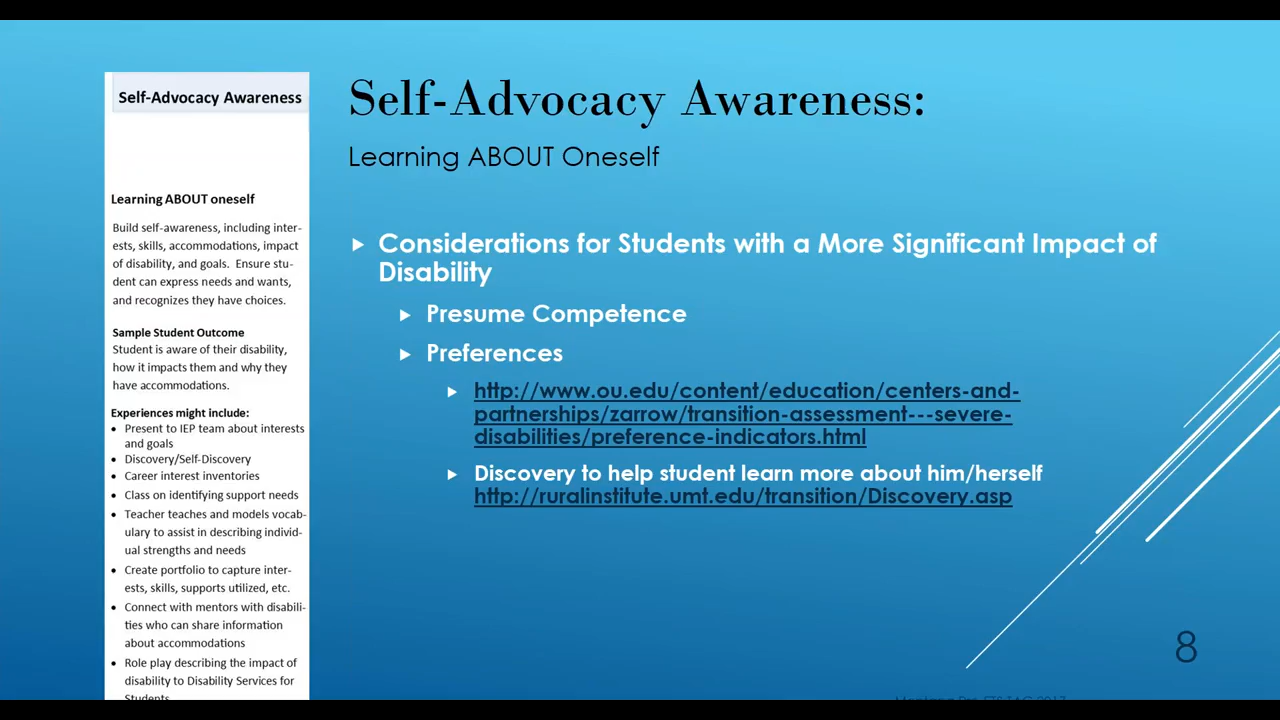 Self-Advocacy Awareness
Learning ABOUT oneself
Build self-awareness, including inter-
ests, skills, accommodations, impact
of disability, and goals. Ensure stu-
dent can express needs and wants,
and recognizes they have choices.
Sample Student Outcome
Student is aware of their disability,
how it impacts them and why they
have accommodations.
Experiences might include:
• Present to IEP team about interests
and goals
• Discovery/Self-Discovery
• Career interest inventories
• Class on identifying support needs
• Teacher teaches and models vocab-
ulary to assist in describing individ-
ual strengths and needs
• Create portfolio to capture inter-
ests, skills, supports utilized, etc.
• Connect with mentors with disabili-
ties who can share information
about accommodations
• Role play describing the impact of
disability to Disability Services for
Students
Self-Advocacy Awareness:
Learning ABOUT Oneself
Considerations for Students with a More Significant Impact of
Disability
Presume Competence
Preferences
http://www.ou.edu/content/education/centers-and-
partnerships/zarrow/transition-assessment---severe-
disabilities/preference-indicators.html
Discovery to help student learn more about him/herself
http://ruralinstitute.umt.edu/transition/Discovery.asp
8
Montana Pre-ETS TAC 2017